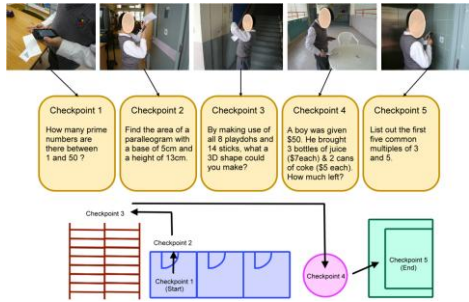 Checkpoint 1
How many prime
numbers are
there between
1 and 50 ?
Checkpoint 2
Find the area of a
paralleogram with
a base of 5cm and
a height of 13cm.
Checkpoint 3
By making use of
all 8 playdohs and
14 sticks, what a
3D shape could
you make?
Checkpoint 4
A boy was given
$50. He brought
3 bottles of juice
($7each) & 2 cans
of coke ($5 each).
How much left?
Checkpoint 5
List out the first
five common
multiples of 3
and 5.
Checkpoint 3
Checkpoint 2
Checkpoint 1
(Start)
Checkpoint 4
Checkpoint 5
(End)